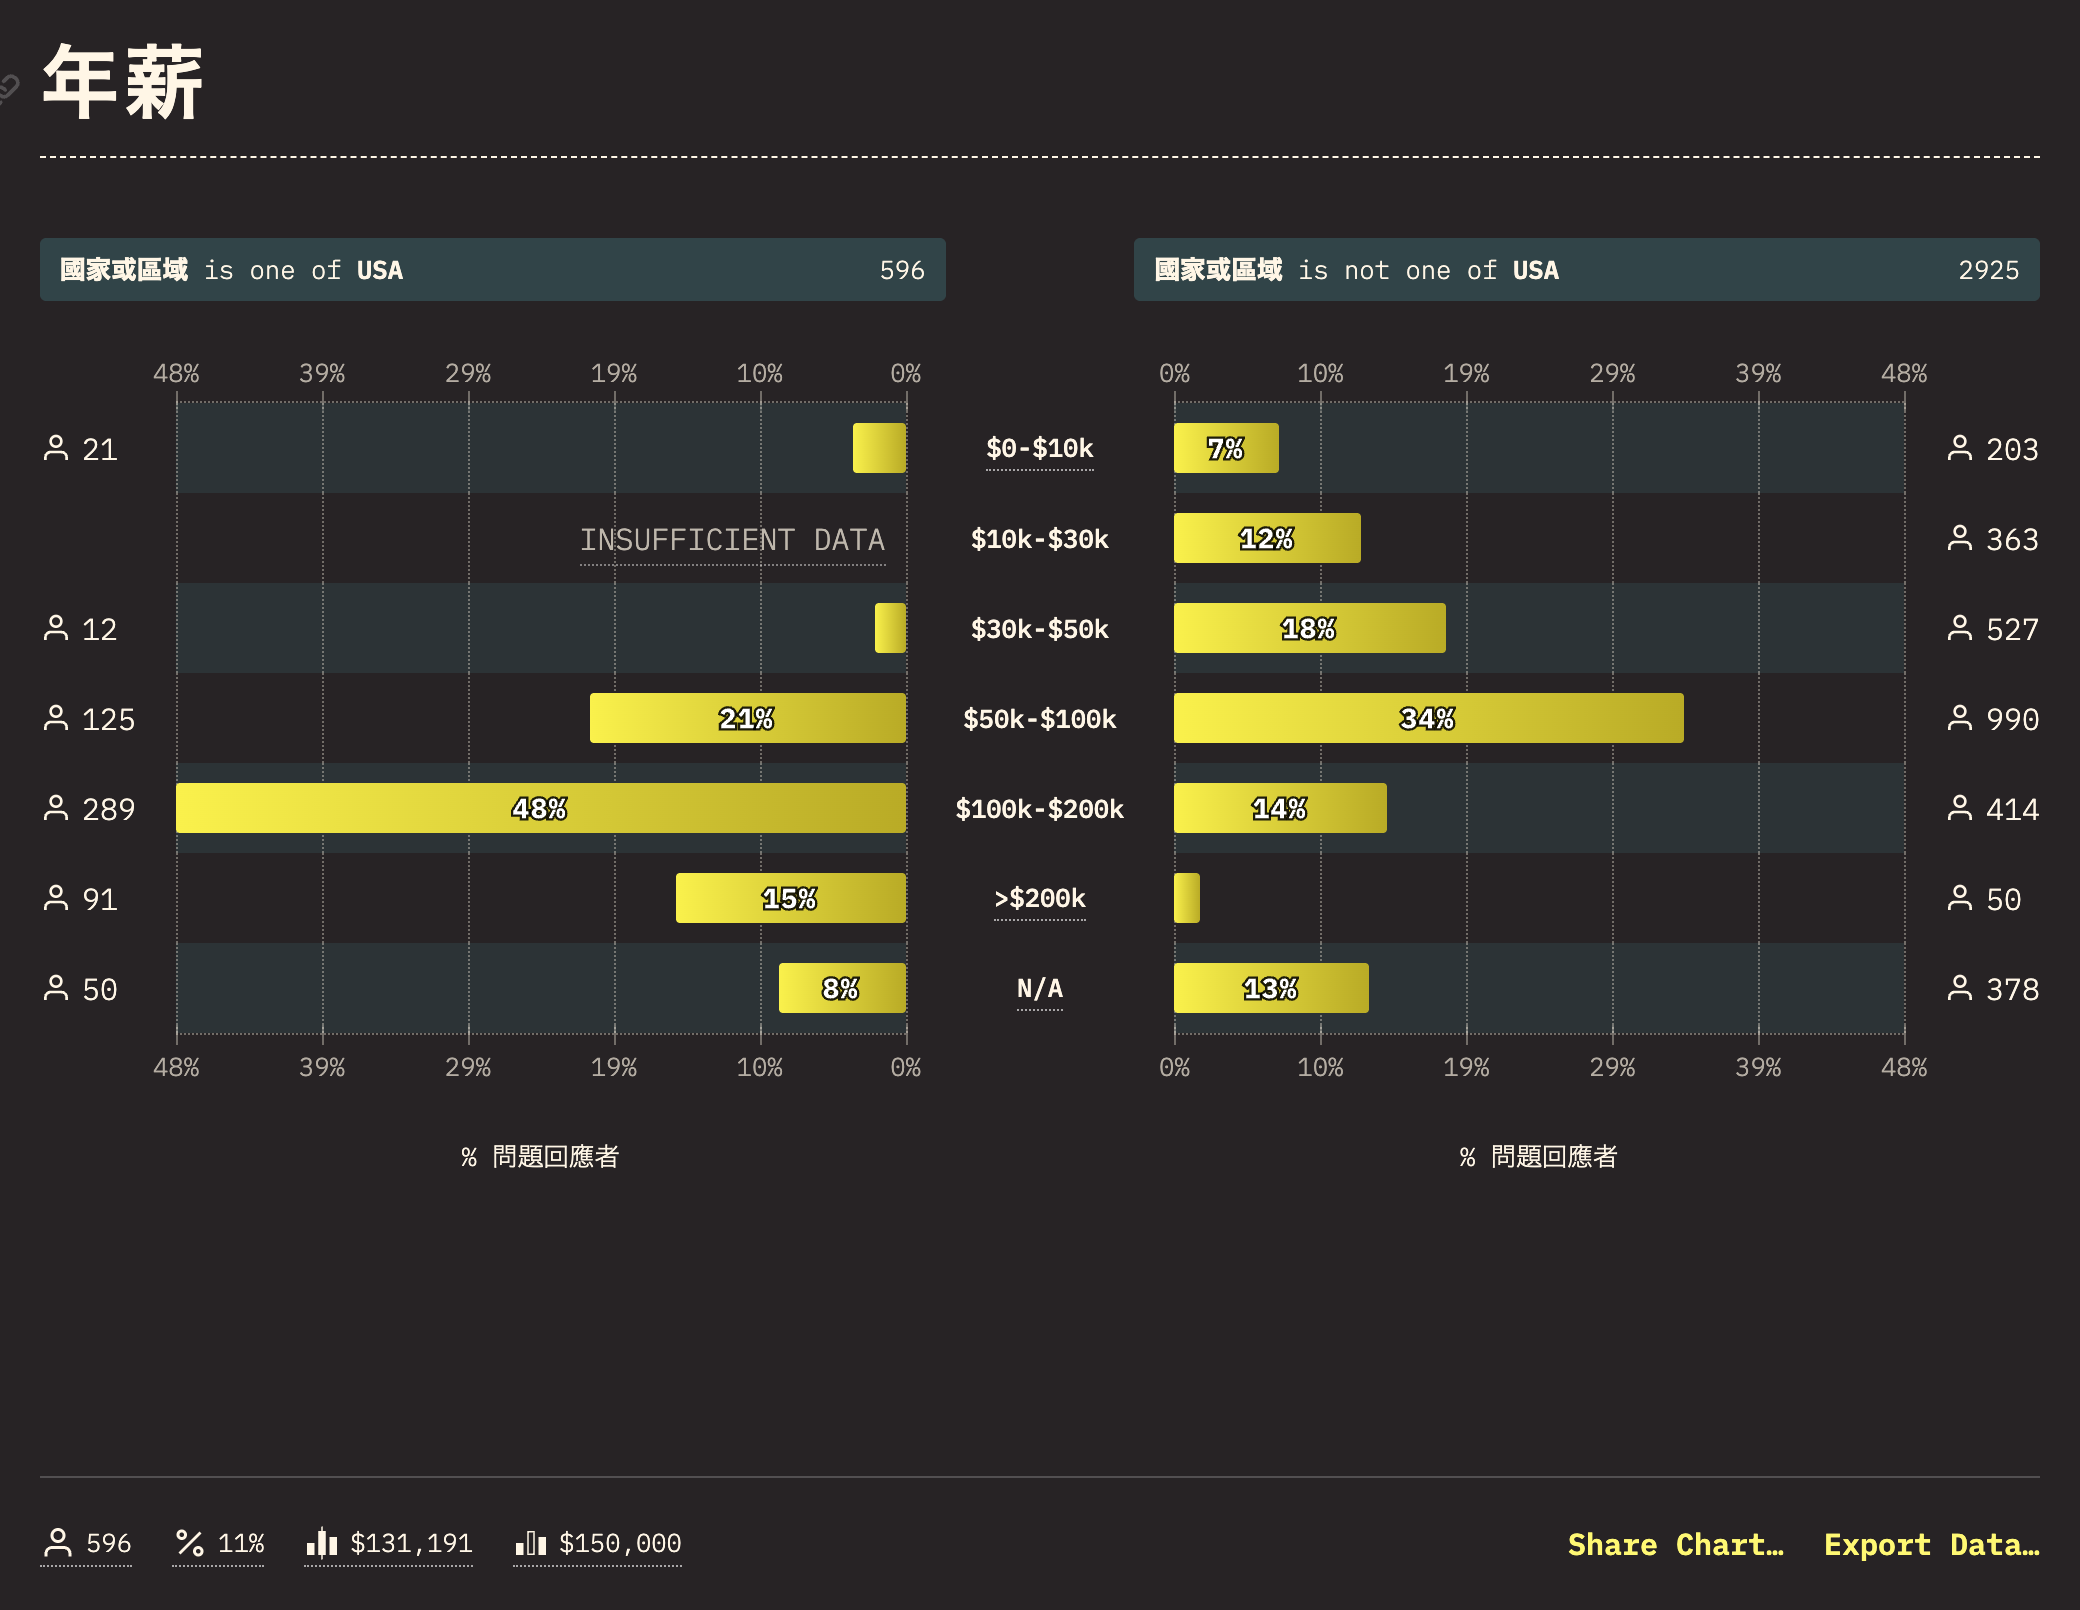 年薪
國家或區域 is one of USA 596
國家或區域 is not one of USA 2925
48% 39% 29% 19% 10% 0%
0% 10% 19% 29% 39% 48%
21 $0-$10k 7% 203
INSUFFICIENT DATA $10k-$30k 12% 363
12 $30k-$50k 18% 527
125 21% $50k-$100k 34% 990
289 48% $100k-$200k 14% 414
91 15% >$200k 50
50 8% N/A 13% 378
48% 39% 29% 19% 10% 0%
0% 10% 19% 29% 39% 48%
% 問題回應者
% 問題回應者
596 11% $131,191 $150,000
Share Chart… Export Data…